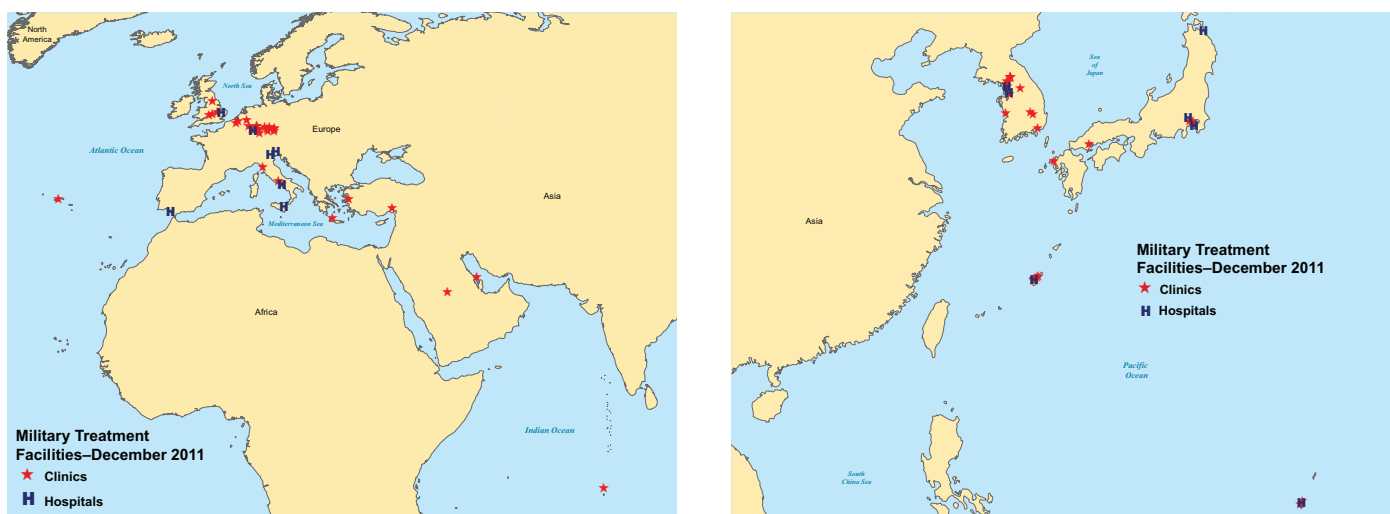 North
America
North Sea
Europe
Atlantic Ocean
Asia
Mediterranean Sea
Africa
Indian Ocean
Military Treatment
Facilities–December 2011
Clinics
H Hospitals
Sea
of
Japan
Asia
Military Treatment
Facilities–December 2011
Clinics
H Hospitals
Pacific
Ocean
South
China Sea